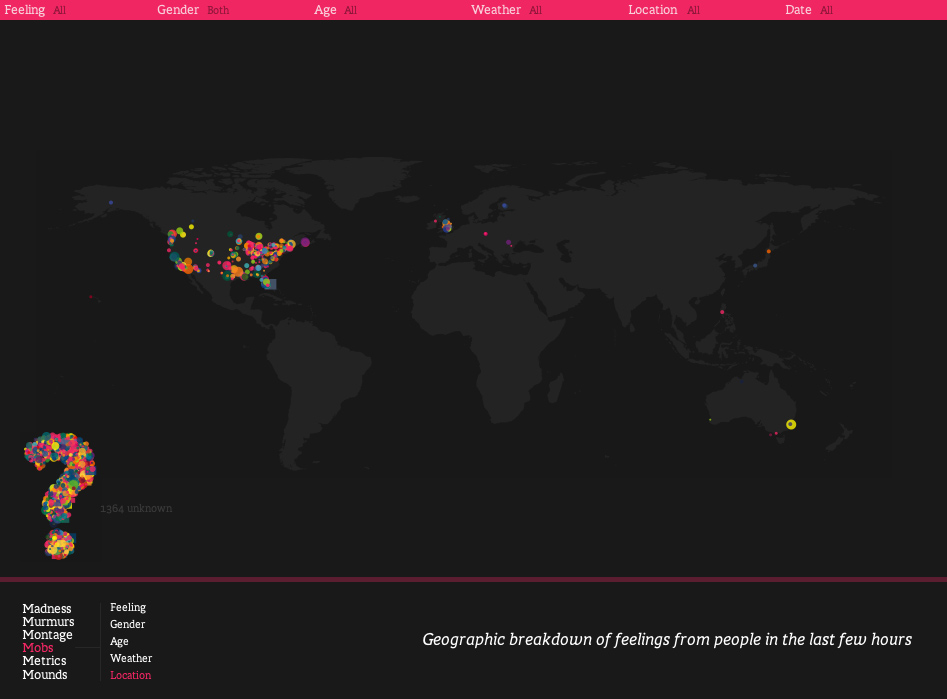 Feeling All Gender Both Age All Weather All Location All Date All
1364 unknown
Madness
Murmurs
Montage
Mobs
Metrics
Mounds
Feeling
Gender
Age
Weather
Location
Geographic breakdown of feelings from people in the last few hours